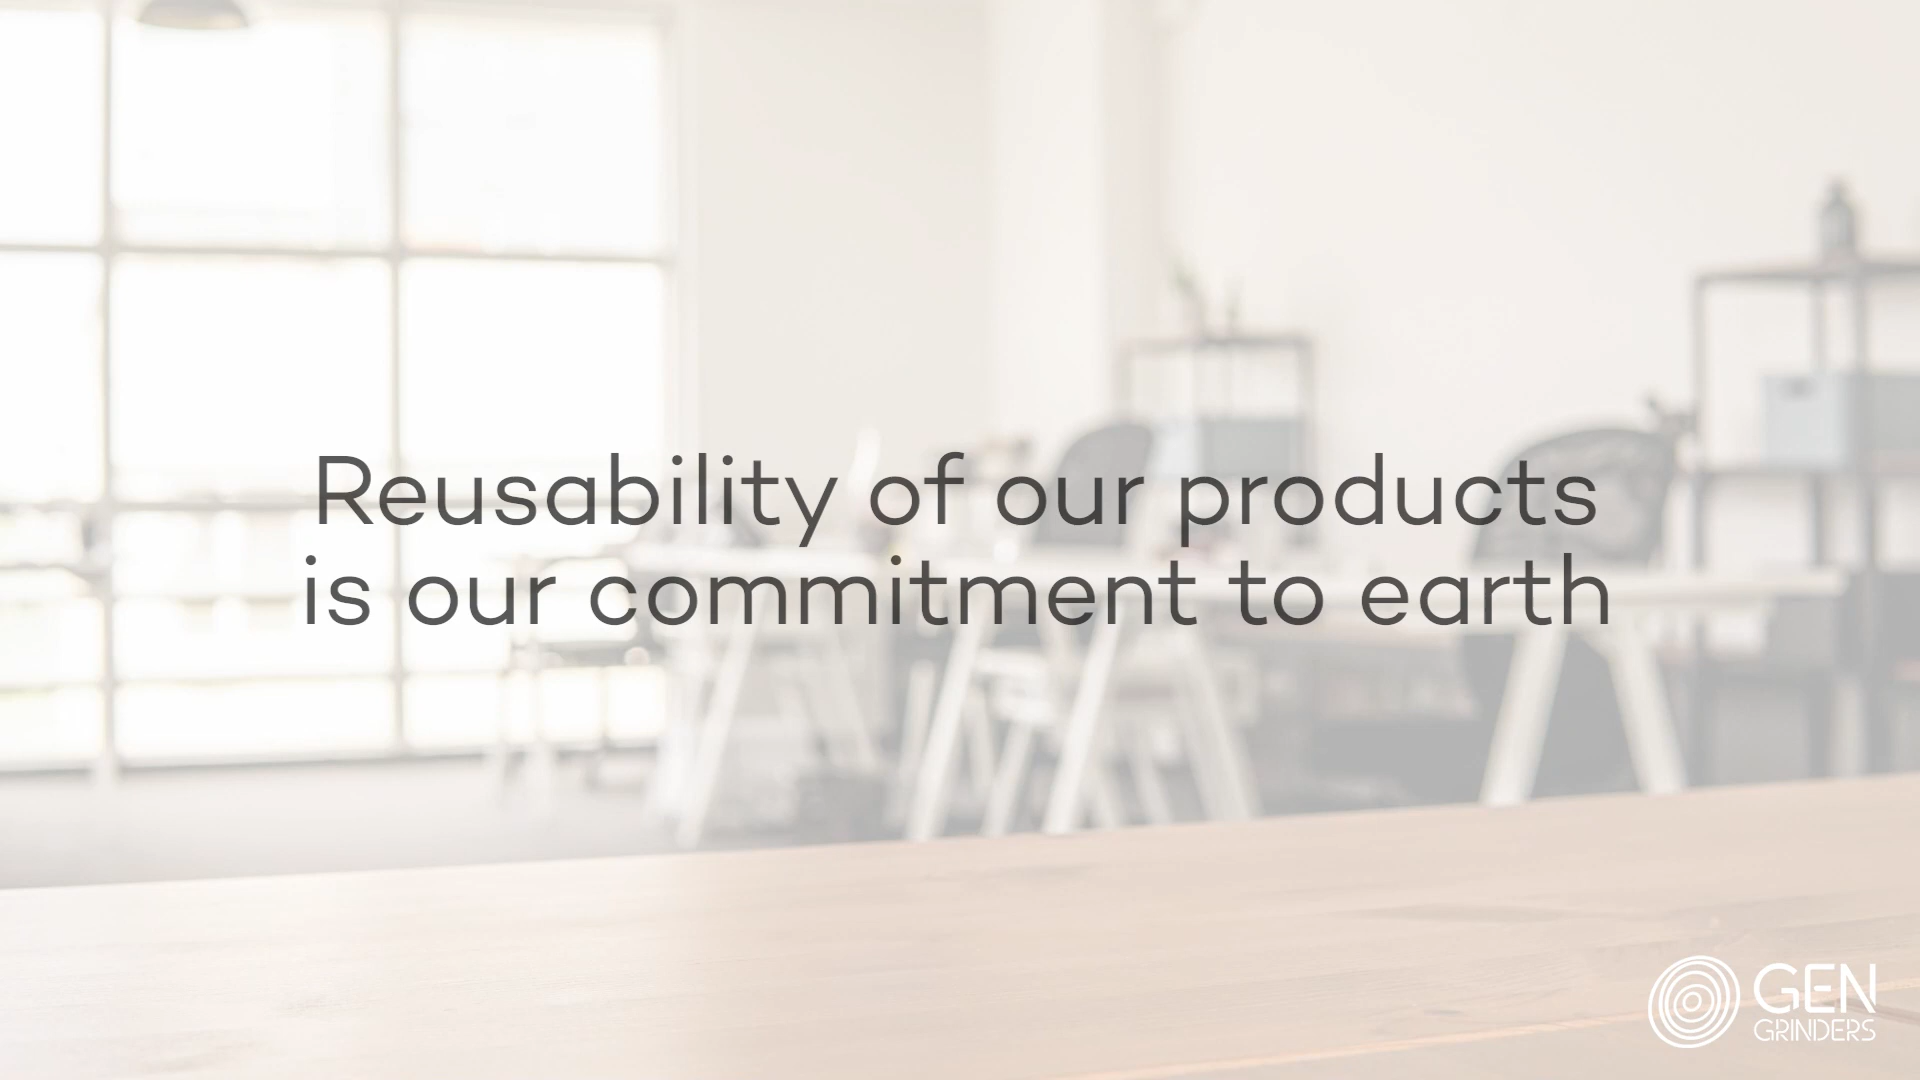 Reusability of our products
is our commitment to earth
GEN
GRINDERS